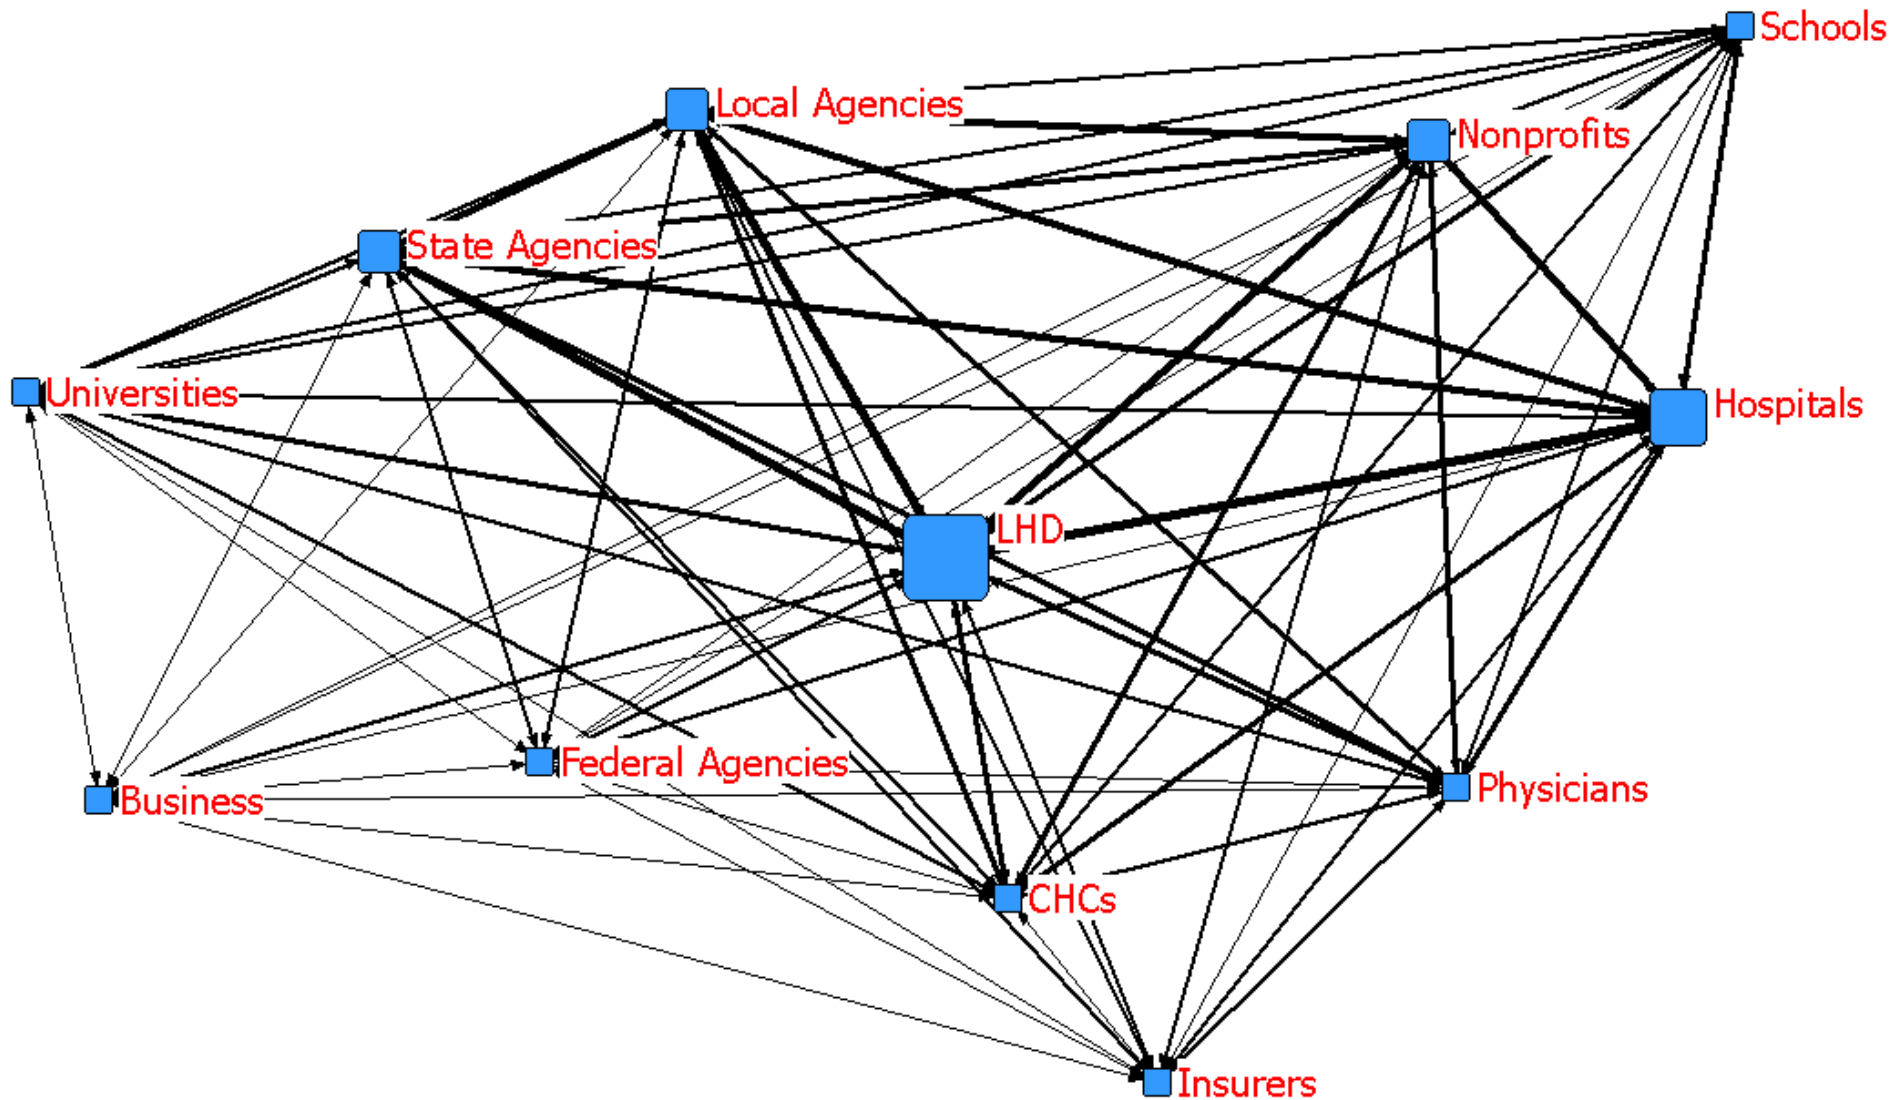 Schools
Local Agencies
Nonprofits
State Agencies
Universities
Hospitals
LHD
Federal Agencies
Business
Physicians
CHCs
Insurers